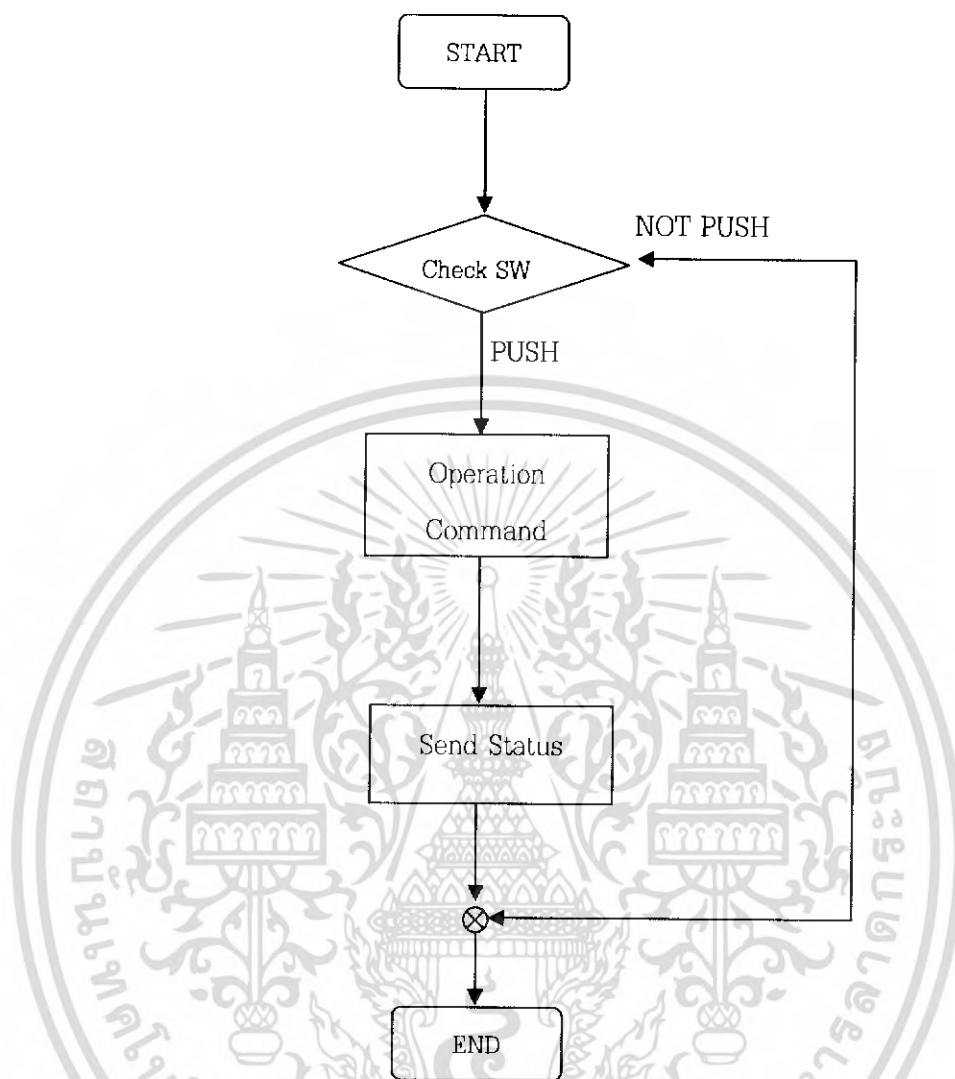 START
NOT PUSH
Check SW
PUSH
Operation
Command
Send Status
END